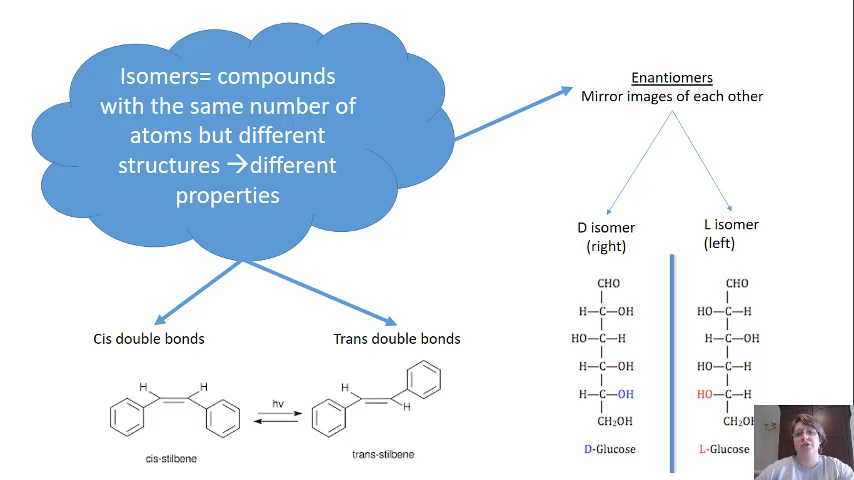 Isomers= compounds
with the same number of
atoms but different
structures →different
properties
Enantiomers
Mirror images of each other
D isomer
(right)
L isomer
(left)
Cis double bonds
Trans double bonds
H
H
hv
H
H
cis-stilbene
trans-stilbene
CHO
H—C—OH
HO—C—H
H—C—OH
H—C—OH
CH₂OH
D-Glucose
CHO
HO—C—H
H—C—OH
HO—C—H
HO—C—H
CH₂OH
L-Glucose